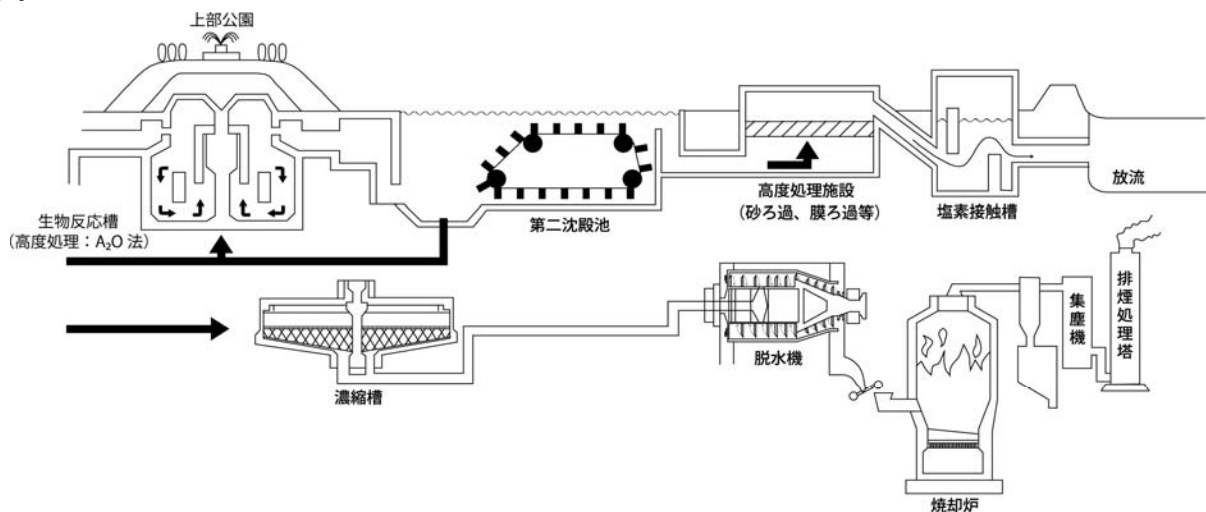 上部公園
生物反応槽
(高度処理:A₂O 法)
第二沈殿池
高度処理施設
(砂ろ過、膜ろ過等)
塩素接触槽
放流
濃縮槽
脱水機
焼却炉
集塵機
排煙処理塔